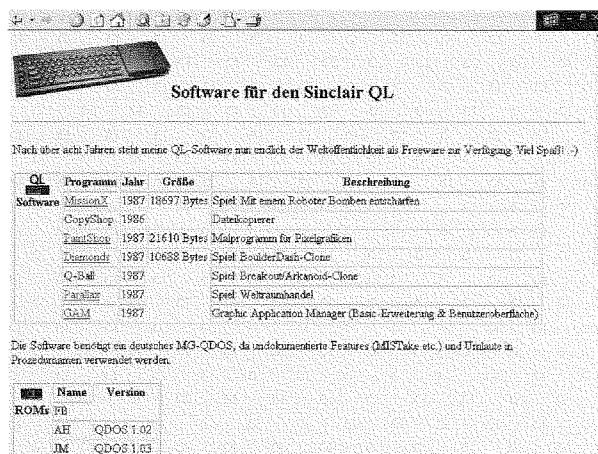 Software für den Sinclair QL
Nach über acht Jahren steht meine QL-Software nun endlich der Weltöffentlichkeit als Freeware zur Verfügung. Viel Spaß! :-)
QL Programm Jahr Größe Beschreibung
Software MissionX 1987 18697 Bytes Spiel: Mit einem Roboter Bomben entschärfen
CopyShop 1986 Dateikopierer
PaintShop 1987 21610 Bytes Malprogramm für Pixelgrafiken
Diamonds 1987 10688 Bytes Spiel: BoulderDash-Clone
Q-Ball 1987 Spiel: Breakout/Arkanoid-Clone
Parallax 1987 Spiel: Weltraumhandel
GAM 1987 Graphic Application Manager (Basic-Erweiterung & Benutzeroberfläche)
Die Software benötigt ein deutsches MG-QDOS, da undokumentierte Features (MISTake etc.) und Umlaute in
Prozedurnamen verwendet werden.
Name Version
ROMs FB
AH QDOS 1.02
JM QDOS 1.03